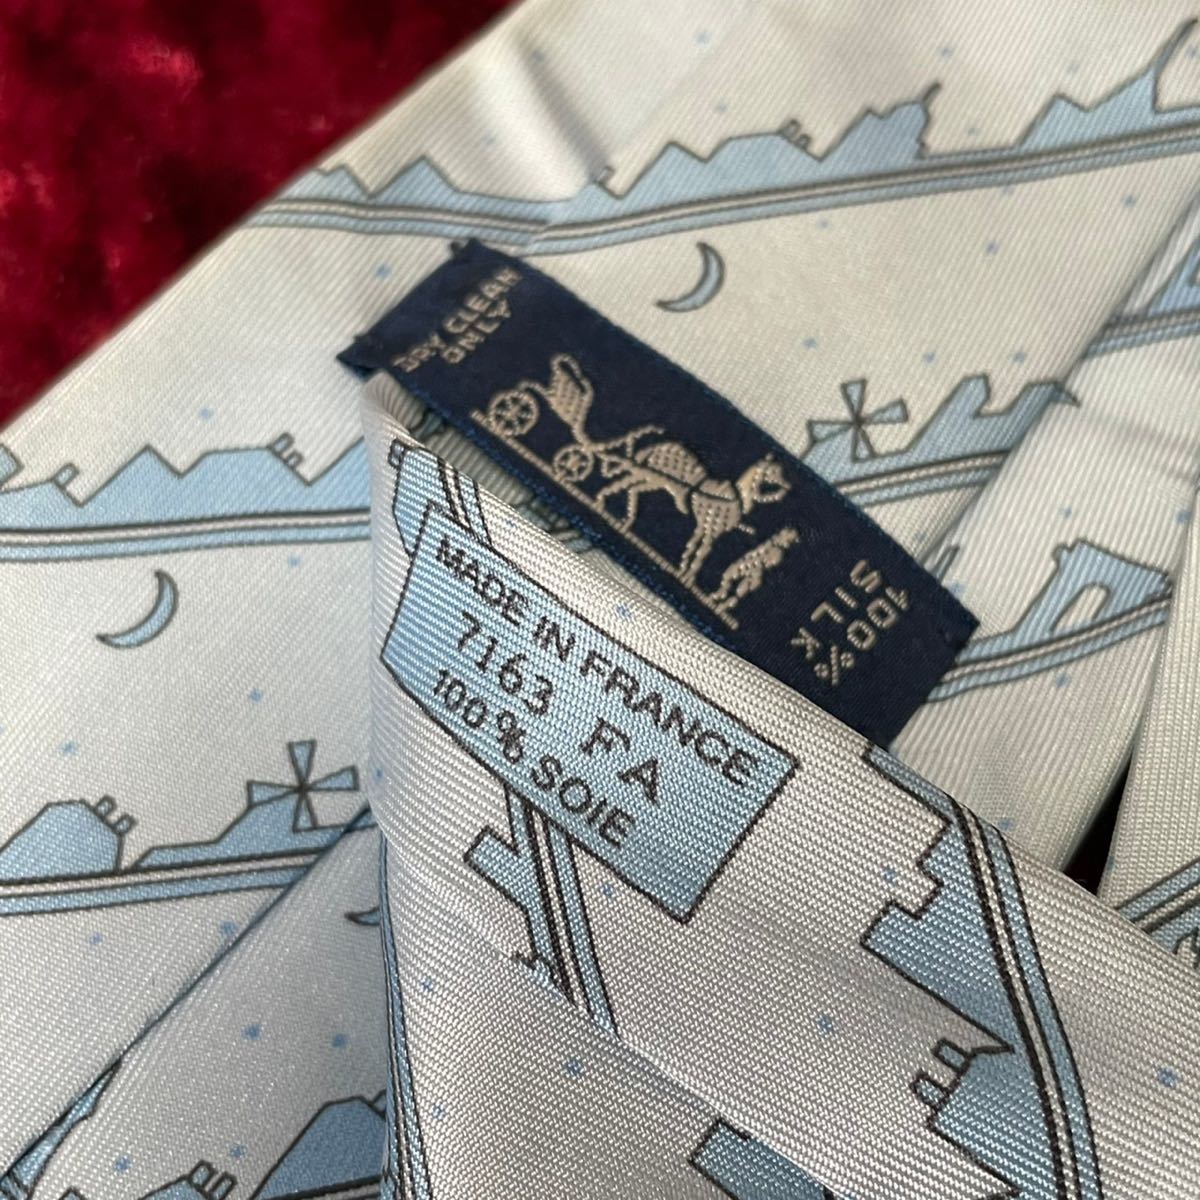 DRY CLEAN
ONLY
100%
SILK
MADE IN FRANCE
7163 FA
100% SOIE